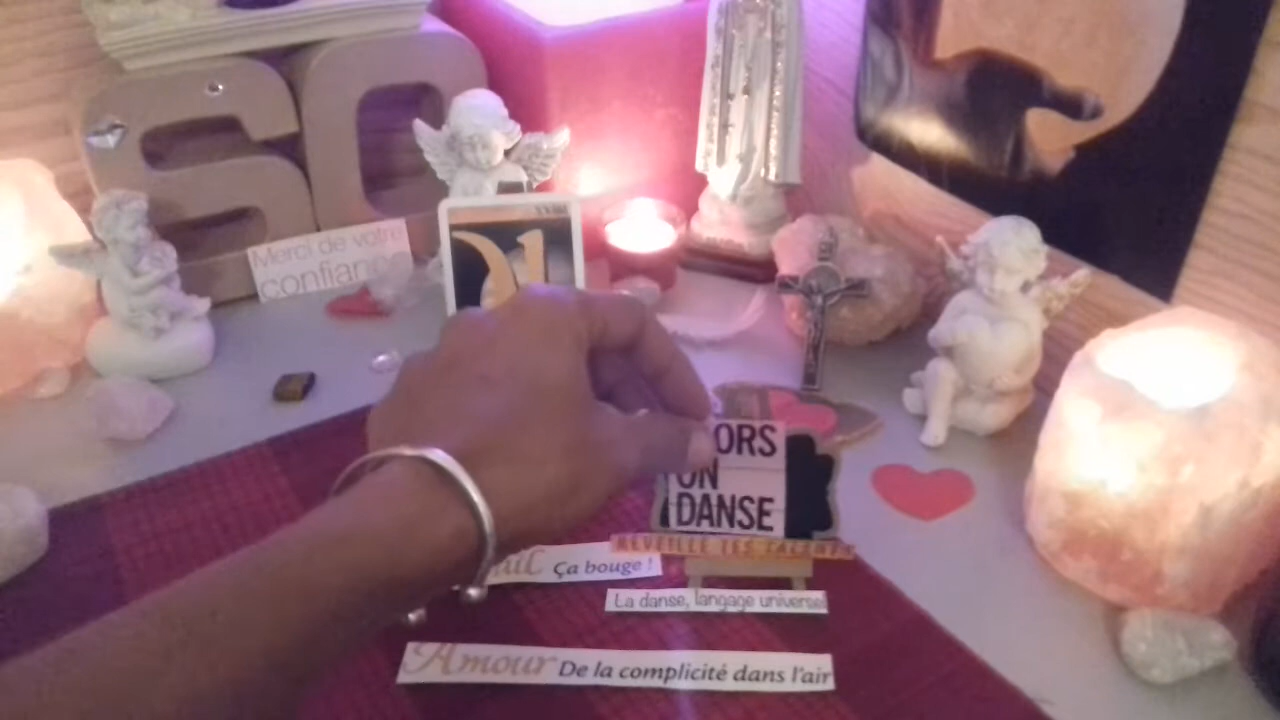 Merci de votre
confiance
XVIII
ORS
ON
DANSE
RÉVEILLE TES TALENTS
Ça bouge !
La danse, langage universel
Amour De la complicité dans l'air